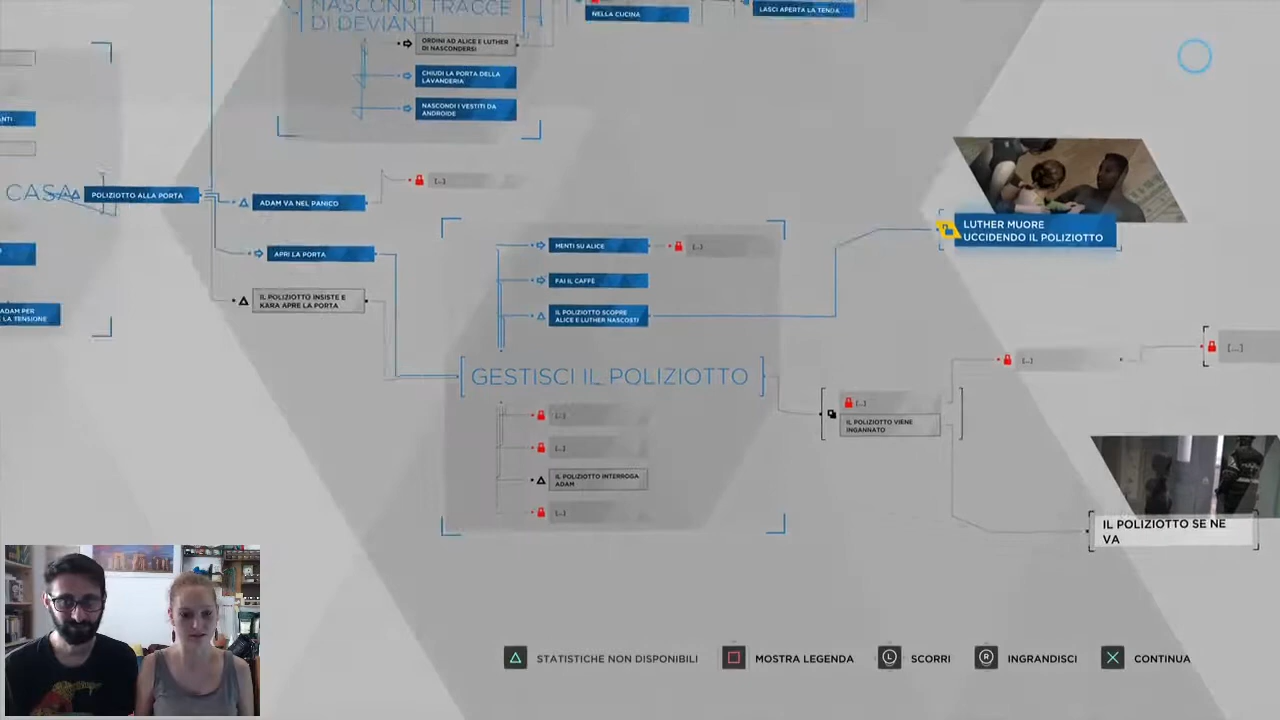 NASCONDI TRACCE
DI DEVIANTI
NELLA CUCINA
LASCI APERTA LA TENDA...
ORDINI AD ALICE E LUTHER
DI NASCONDERSI
CHIUDI LA PORTA DELLA
LAVANDERIA
NASCONDI I VESTITI DA
ANDROIDE
ANTI
CASA
POLIZIOTTO ALLA PORTA
ADAM VA NEL PANICO
[...]
APRI LA PORTA
IL POLIZIOTTO INSISTE E
KARA APRE LA PORTA
ADAM PER
LA TENSIONE
MENTI SU ALICE
[...]
FAI IL CAFFÈ
IL POLIZIOTTO SCOPRE
ALICE E LUTHER NASCOSTI
LUTHER MUORE
UCCIDENDO IL POLIZIOTTO
GESTISCI IL POLIZIOTTO
[...]
[...]
IL POLIZIOTTO INTERROGA
ADAM
[...]
[...]
IL POLIZIOTTO VIENE
INGANNATO
[...]
[...]
IL POLIZIOTTO SE NE
VA
STATISTICHE NON DISPONIBILI
MOSTRA LEGENDA
L
SCORRI
R
INGRANDISCI
CONTINUA